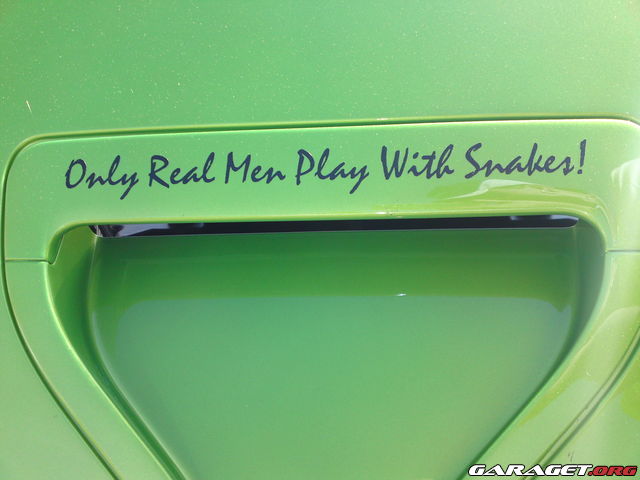 Only Real Men Play With Snakes!
GARAGET.ORG